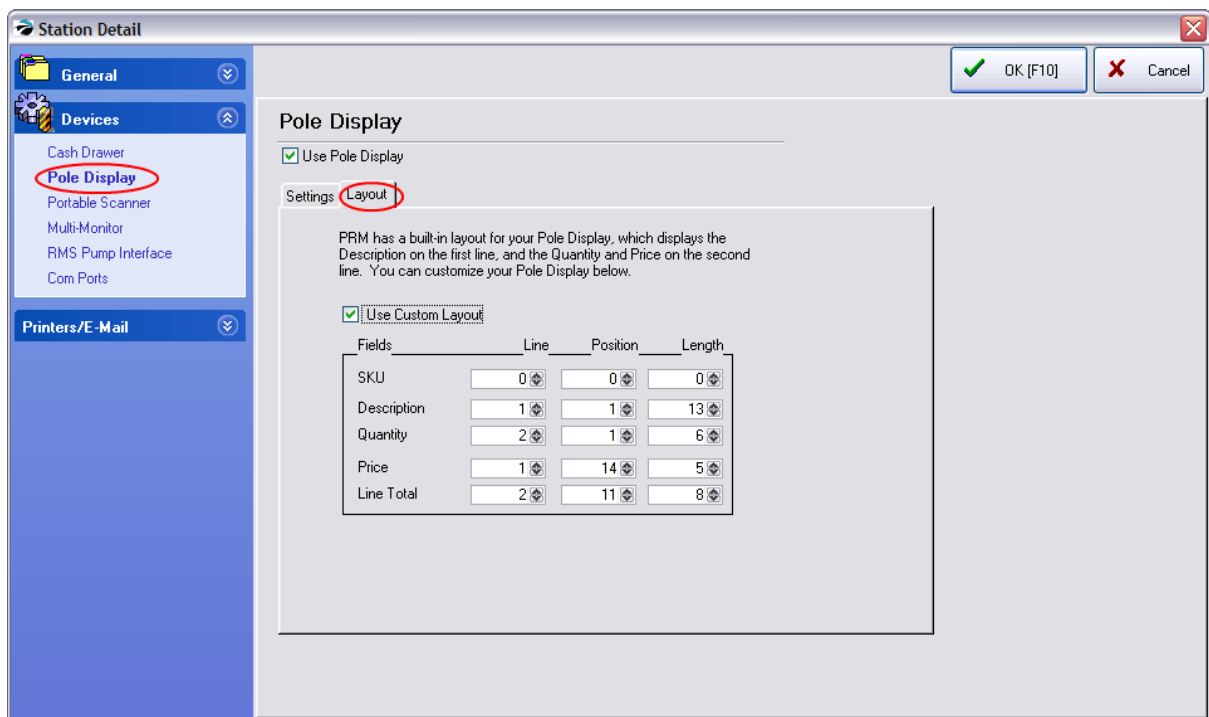 Station Detail
General
OK [F10]
Cancel
Devices
Cash Drawer
Pole Display
Portable Scanner
Multi-Monitor
RMS Pump Interface
Com Ports
Printers/E-Mail
Pole Display
Use Pole Display
Settings Layout
PRM has a built-in layout for your Pole Display, which displays the
Description on the first line, and the Quantity and Price on the second
line. You can customize your Pole Display below.
Use Custom Layout
Fields Line Position Length
SKU 0 0 0
Description 1 1 13
Quantity 2 1 6
Price 1 14 5
Line Total 2 11 8